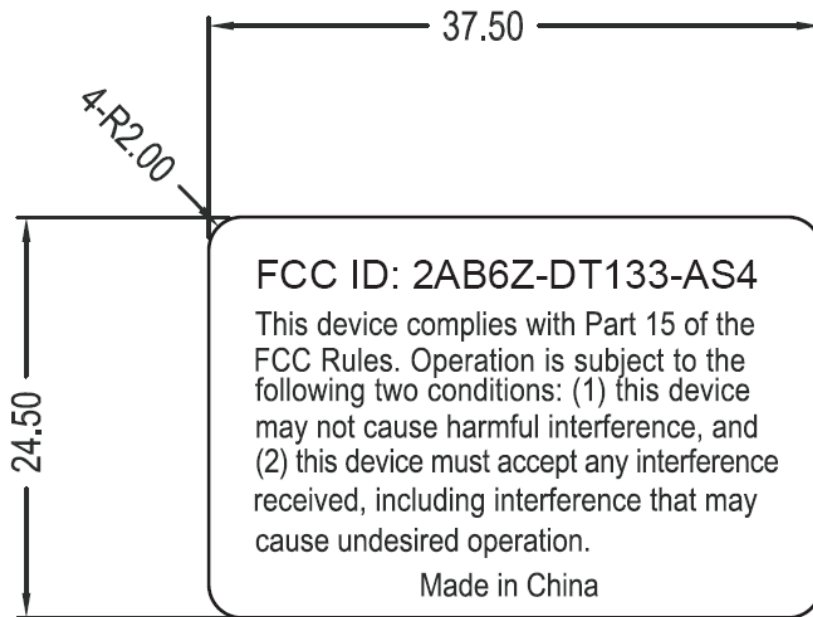 37.50
4-R2.00
24.50
FCC ID: 2AB6Z-DT133-AS4
This device complies with Part 15 of the
FCC Rules. Operation is subject to the
following two conditions: (1) this device
may not cause harmful interference, and
(2) this device must accept any interference
received, including interference that may
cause undesired operation.
Made in China